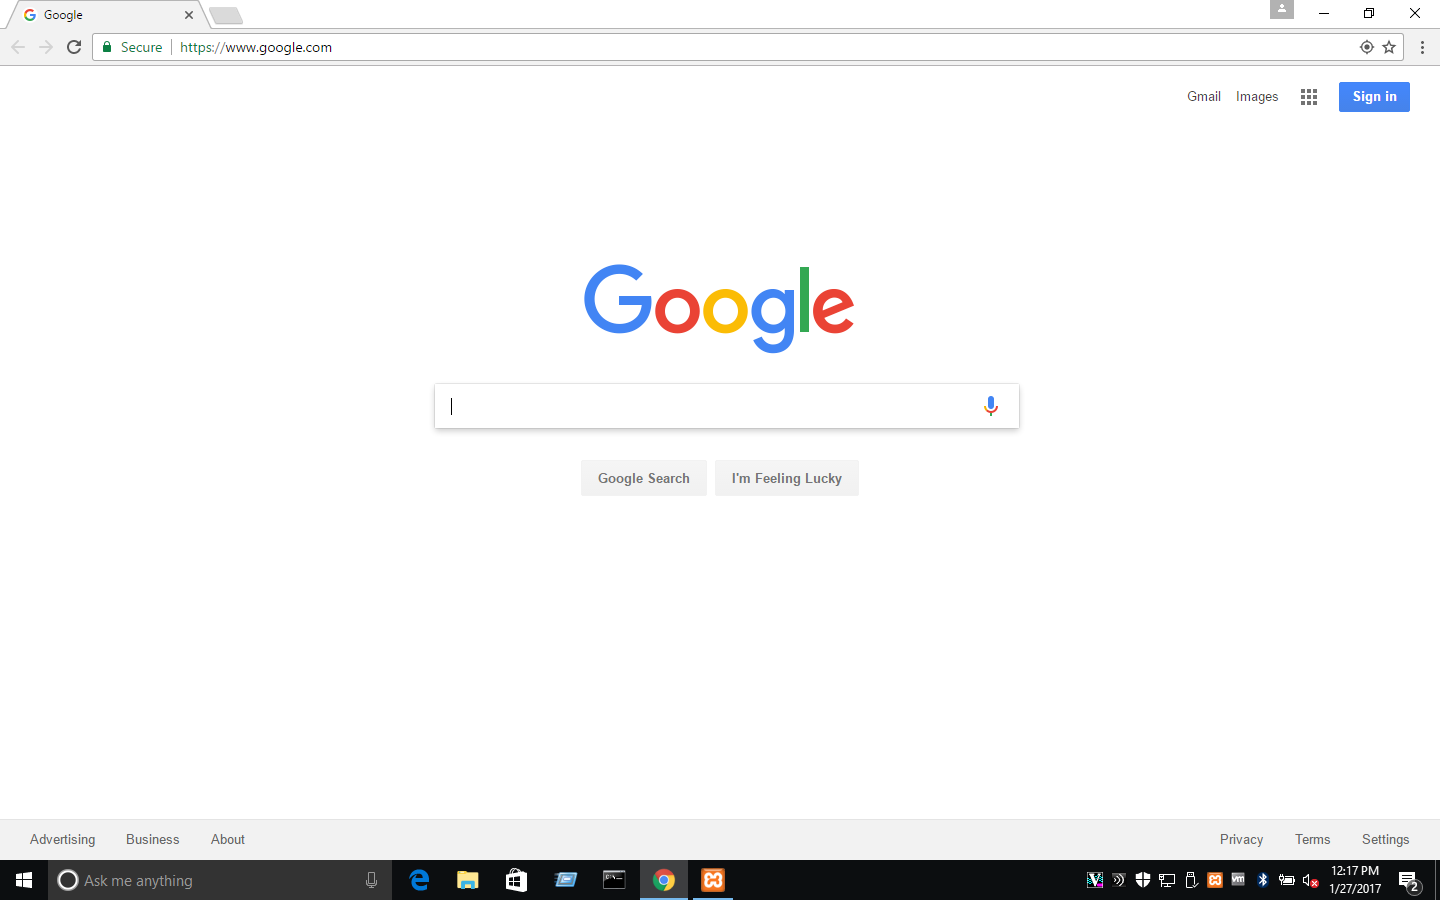 Google
Secure https://www.google.com
Gmail Images Sign in
Google
Google Search I'm Feeling Lucky
Advertising Business About Privacy Terms Settings
Ask me anything
12:17 PM
1/27/2017
2